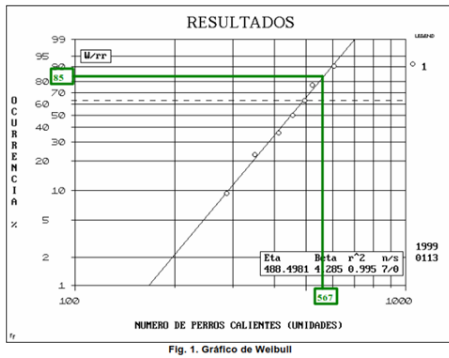 RESULTADOS
LEGEND
1
W/rr
OCURRENCIA %
99
95
90
85
80
70
60
50
40
30
20
10
5
2
1
Eta Beta r^2 n/s
488.4981 4.285 0.995 7/0
1999
0113
100
567
1000
NUMERO DE PERROS CALIENTES (UNIDADES)
Fig. 1. Gráfico de Weibull